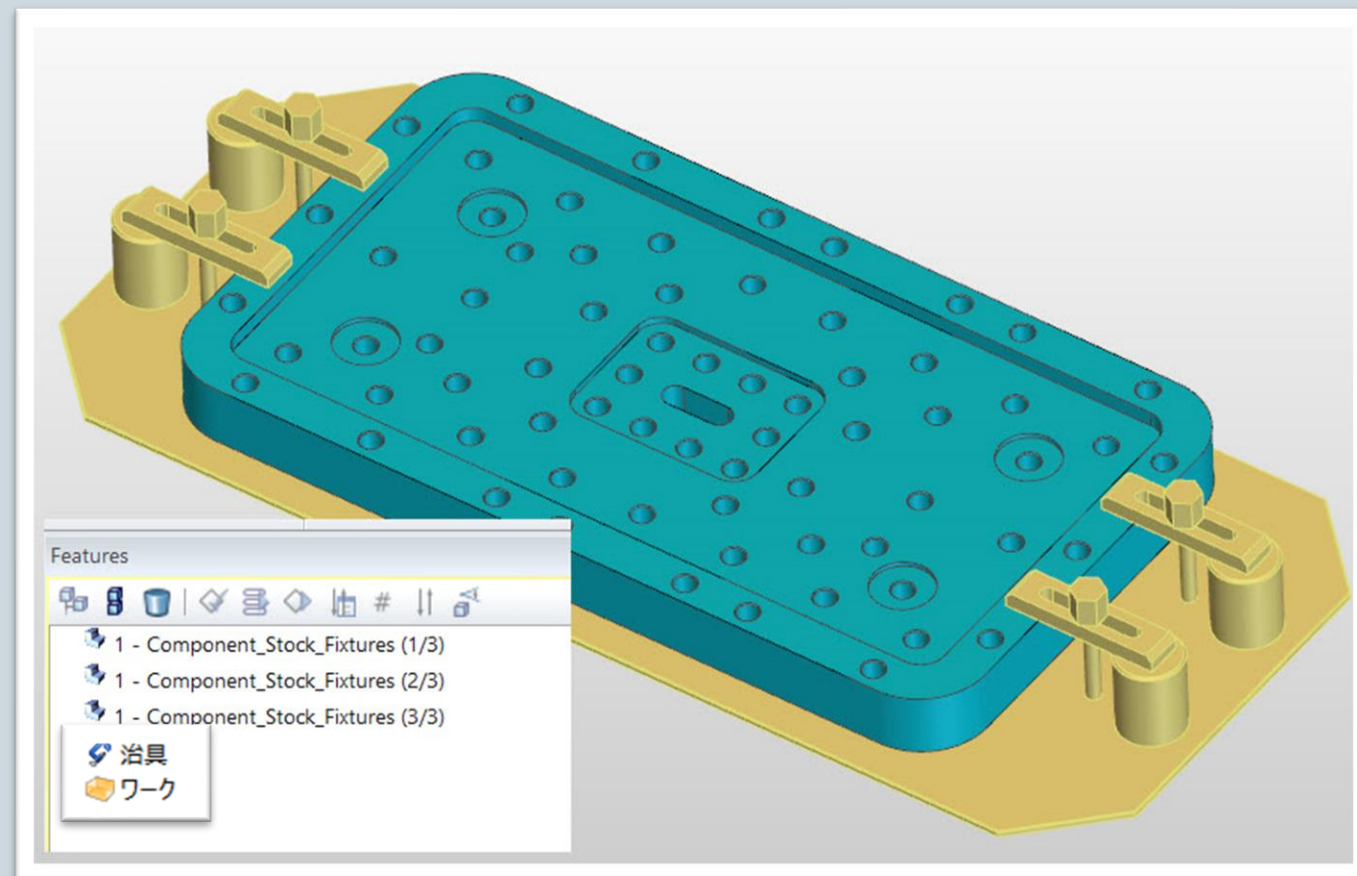 Features
#
1 - Component_Stock_Fixtures (1/3)
1 - Component_Stock_Fixtures (2/3)
1 - Component_Stock_Fixtures (3/3)
治具
ワーク